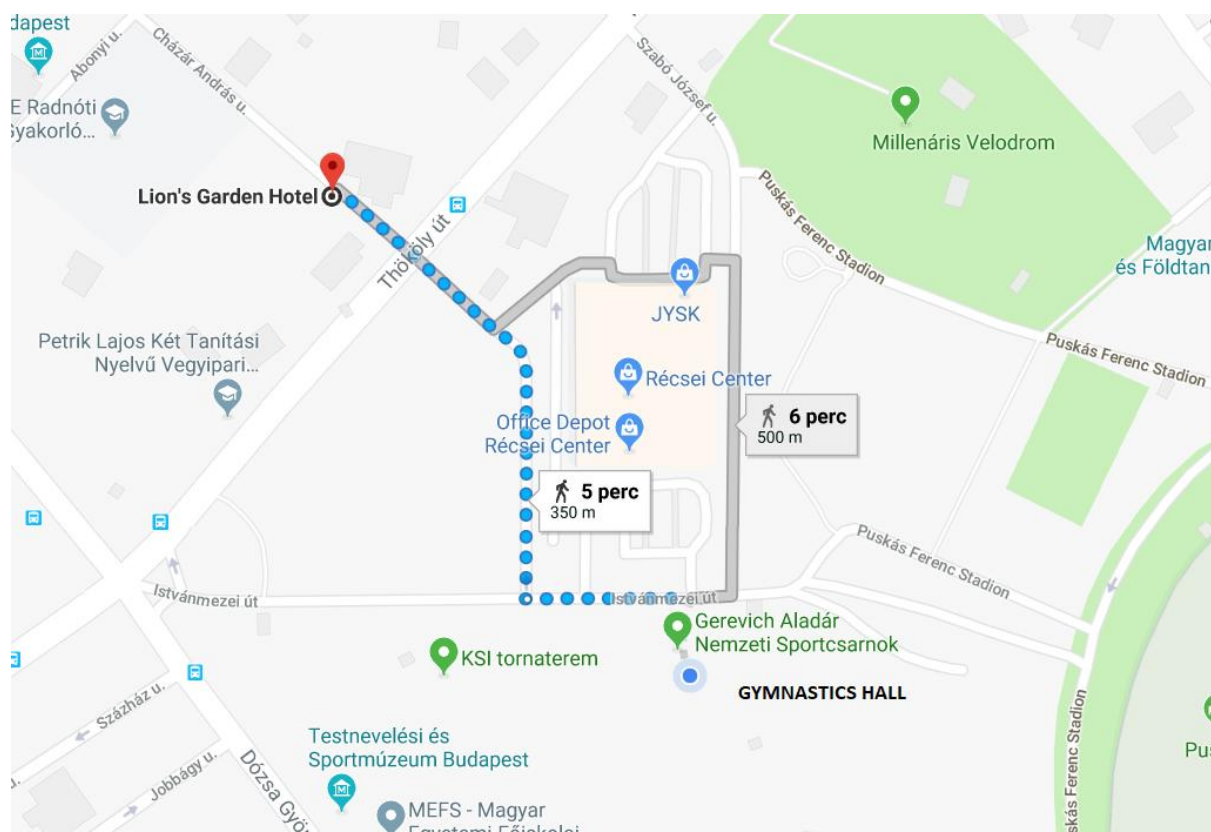 dapest
Abonyi u.
Cházár András u.
E Radnóti
Gyakorló...
Lion's Garden Hotel
Thököly út
Szabó József u.
Millenáris Velodrom
Puskás Ferenc Stadion
Magyar
és Földtan
JYSK
Petrik Lajos Két Tanítási
Nyelvű Vegyipari...
Récsei Center
Office Depot
Récsei Center
6 perc
500 m
5 perc
350 m
Puskás Ferenc Stadion
Puskás Ferenc Stadion
Istvánmezei út
Istvánmezei út
Gerevich Aladár
Nemzeti Sportcsarnok
KSI tornaterem
GYMNASTICS HALL
Százház u.
Jobbágy u.
Dózsa Györ
Testnevelési és
Sportmúzeum Budapest
MEFS - Magyar
Egyetemi Főiskolai
Puskás Ferenc Stadion
Pus